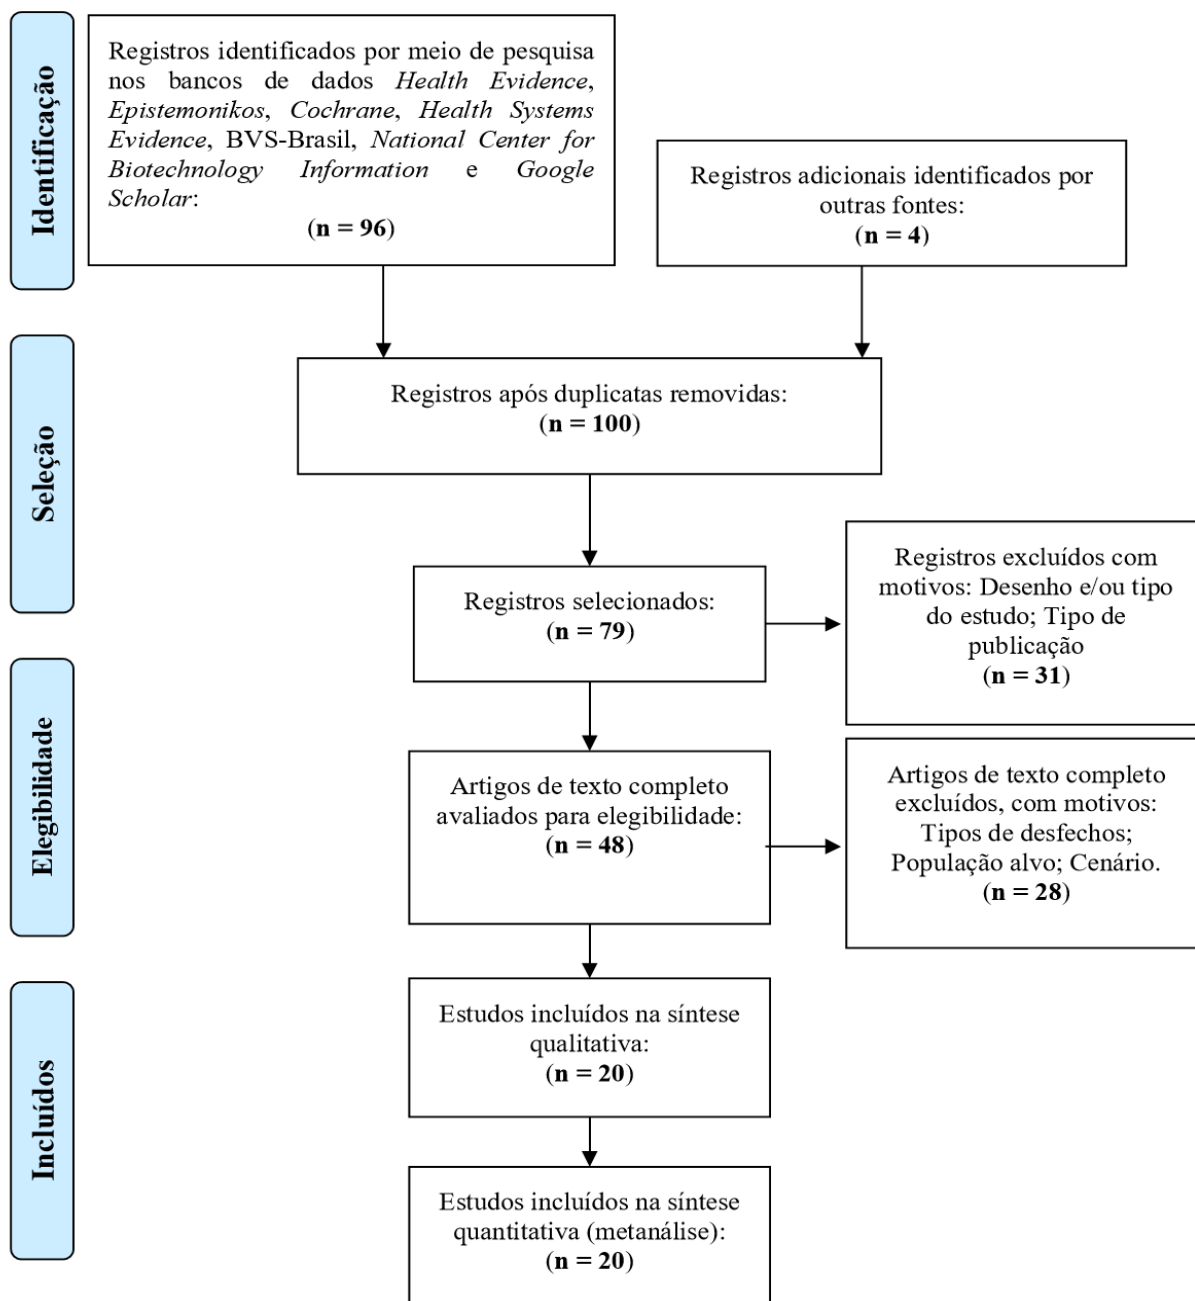 Identificação
Registros identificados por meio de pesquisa
nos bancos de dados Health Evidence,
Epistemonikos, Cochrane, Health Systems
Evidence, BVS-Brasil, National Center for
Biotechnology Information e Google
Scholar:
(n = 96)
Registros adicionais identificados por
outras fontes:
(n = 4)
Seleção
Registros após duplicatas removidas:
(n = 100)
Registros selecionados:
(n = 79)
Registros excluídos com
motivos: Desenho e/ou tipo
do estudo; Tipo de
publicação
(n = 31)
Elegibilidade
Artigos de texto completo
avaliados para elegibilidade:
(n = 48)
Artigos de texto completo
excluídos, com motivos:
Tipos de desfechos;
População alvo; Cenário.
(n = 28)
Incluídos
Estudos incluídos na síntese
qualitativa:
(n = 20)
Estudos incluídos na síntese
quantitativa (metanálise):
(n = 20)